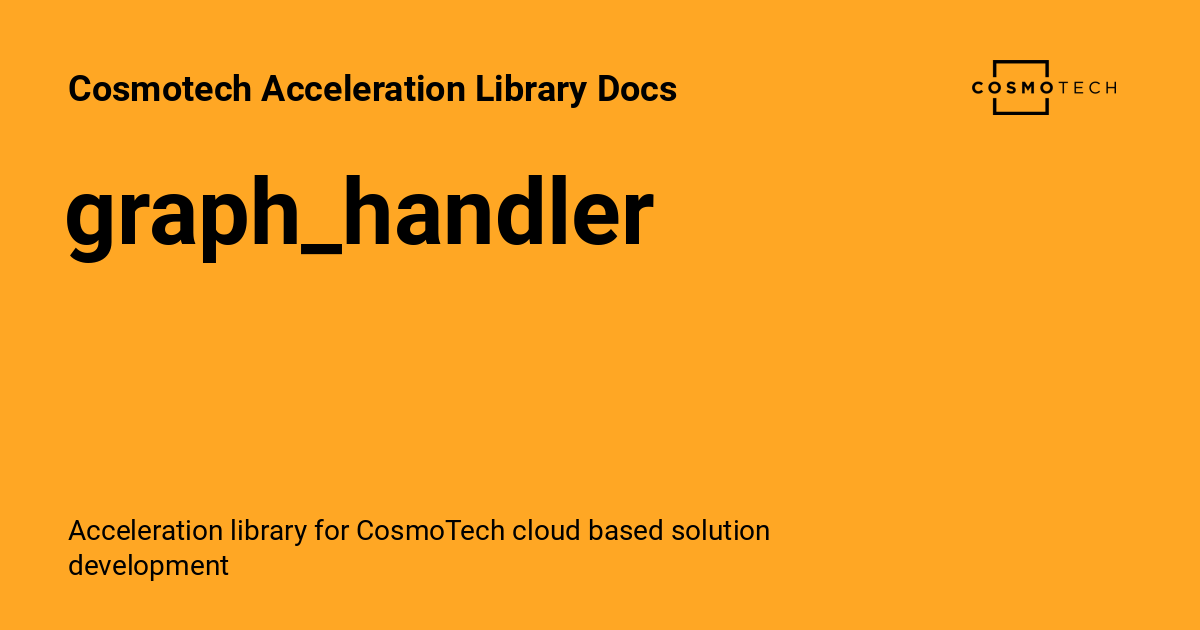 Cosmotech Acceleration Library Docs
COSMOTECH
graph_handler
Acceleration library for CosmoTech cloud based solution
development